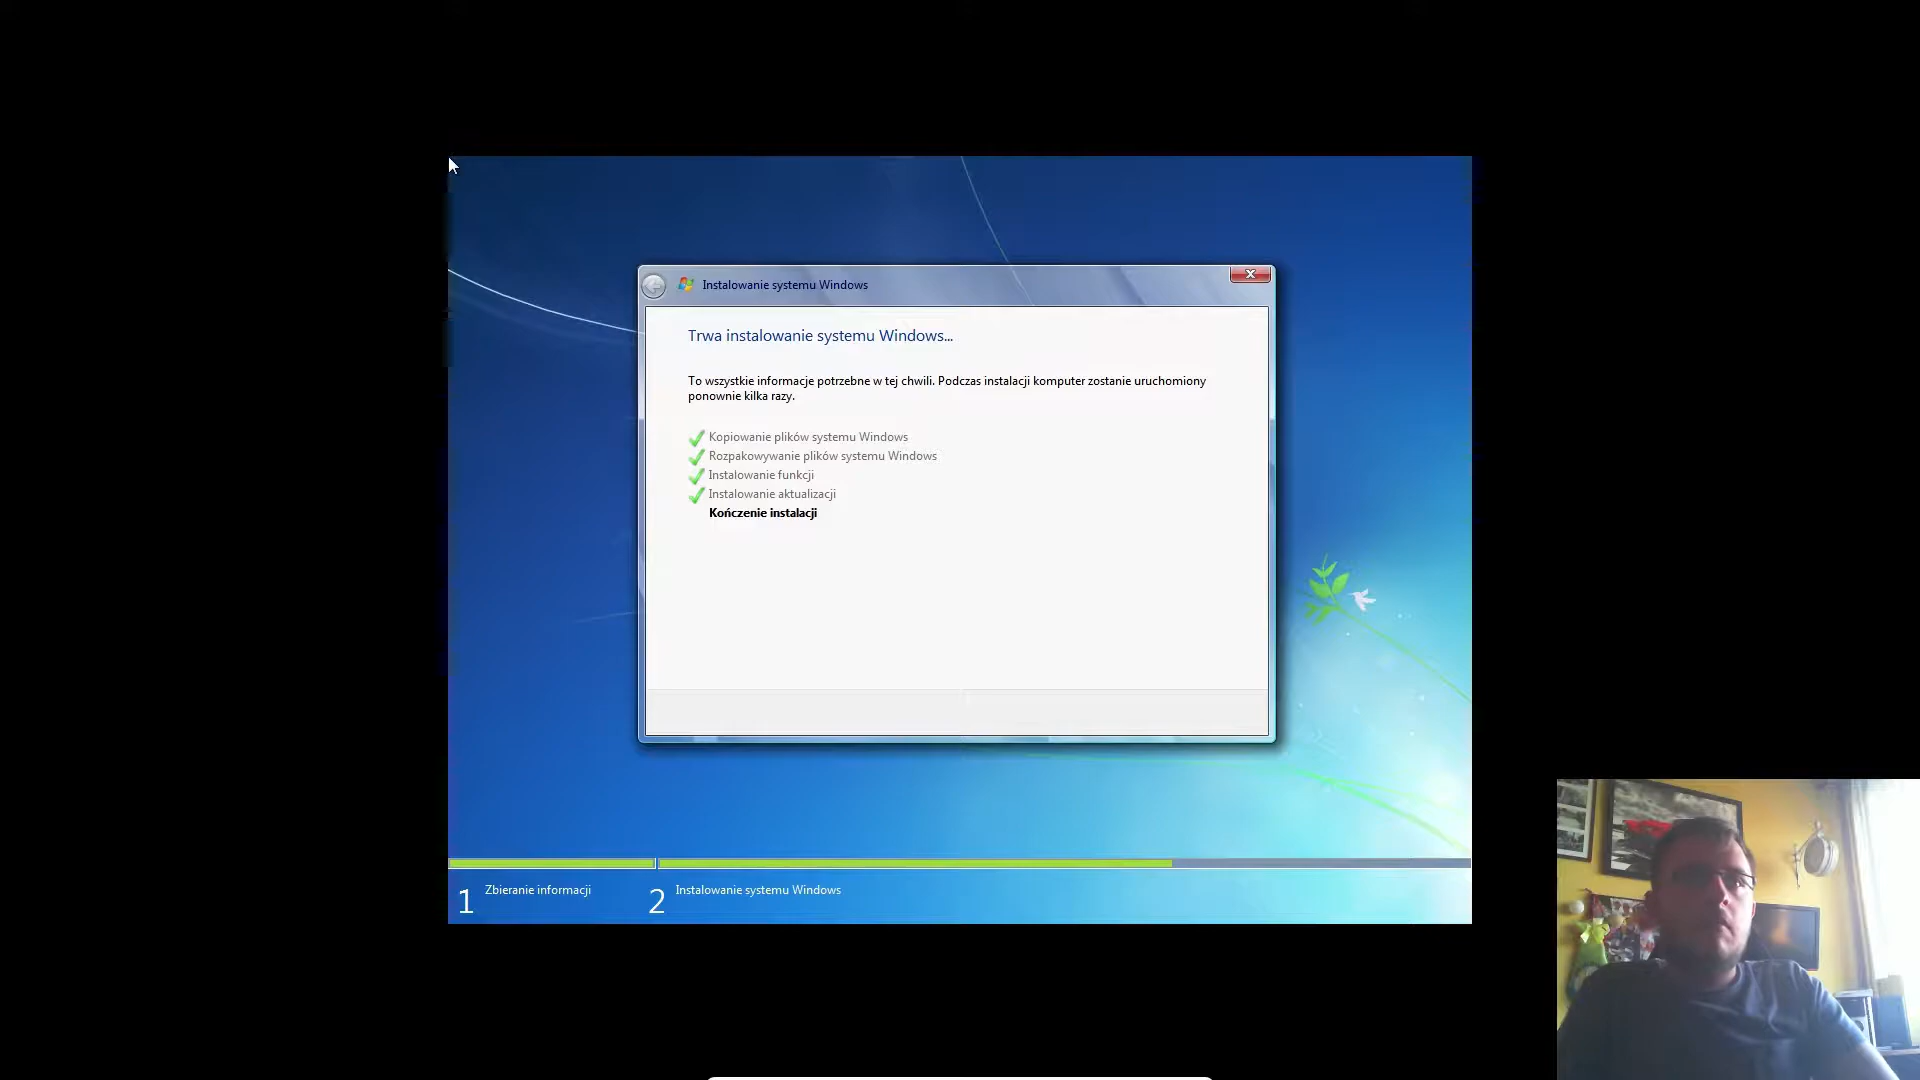 Instalowanie systemu Windows
Trwa instalowanie systemu Windows...
To wszystkie informacje potrzebne w tej chwili. Podczas instalacji komputer zostanie uruchomiony
ponownie kilka razy.
Kopiowanie plików systemu Windows
Rozpakowywanie plików systemu Windows
Instalowanie funkcji
Instalowanie aktualizacji
Kończenie instalacji
1 Zbieranie informacji
2 Instalowanie systemu Windows